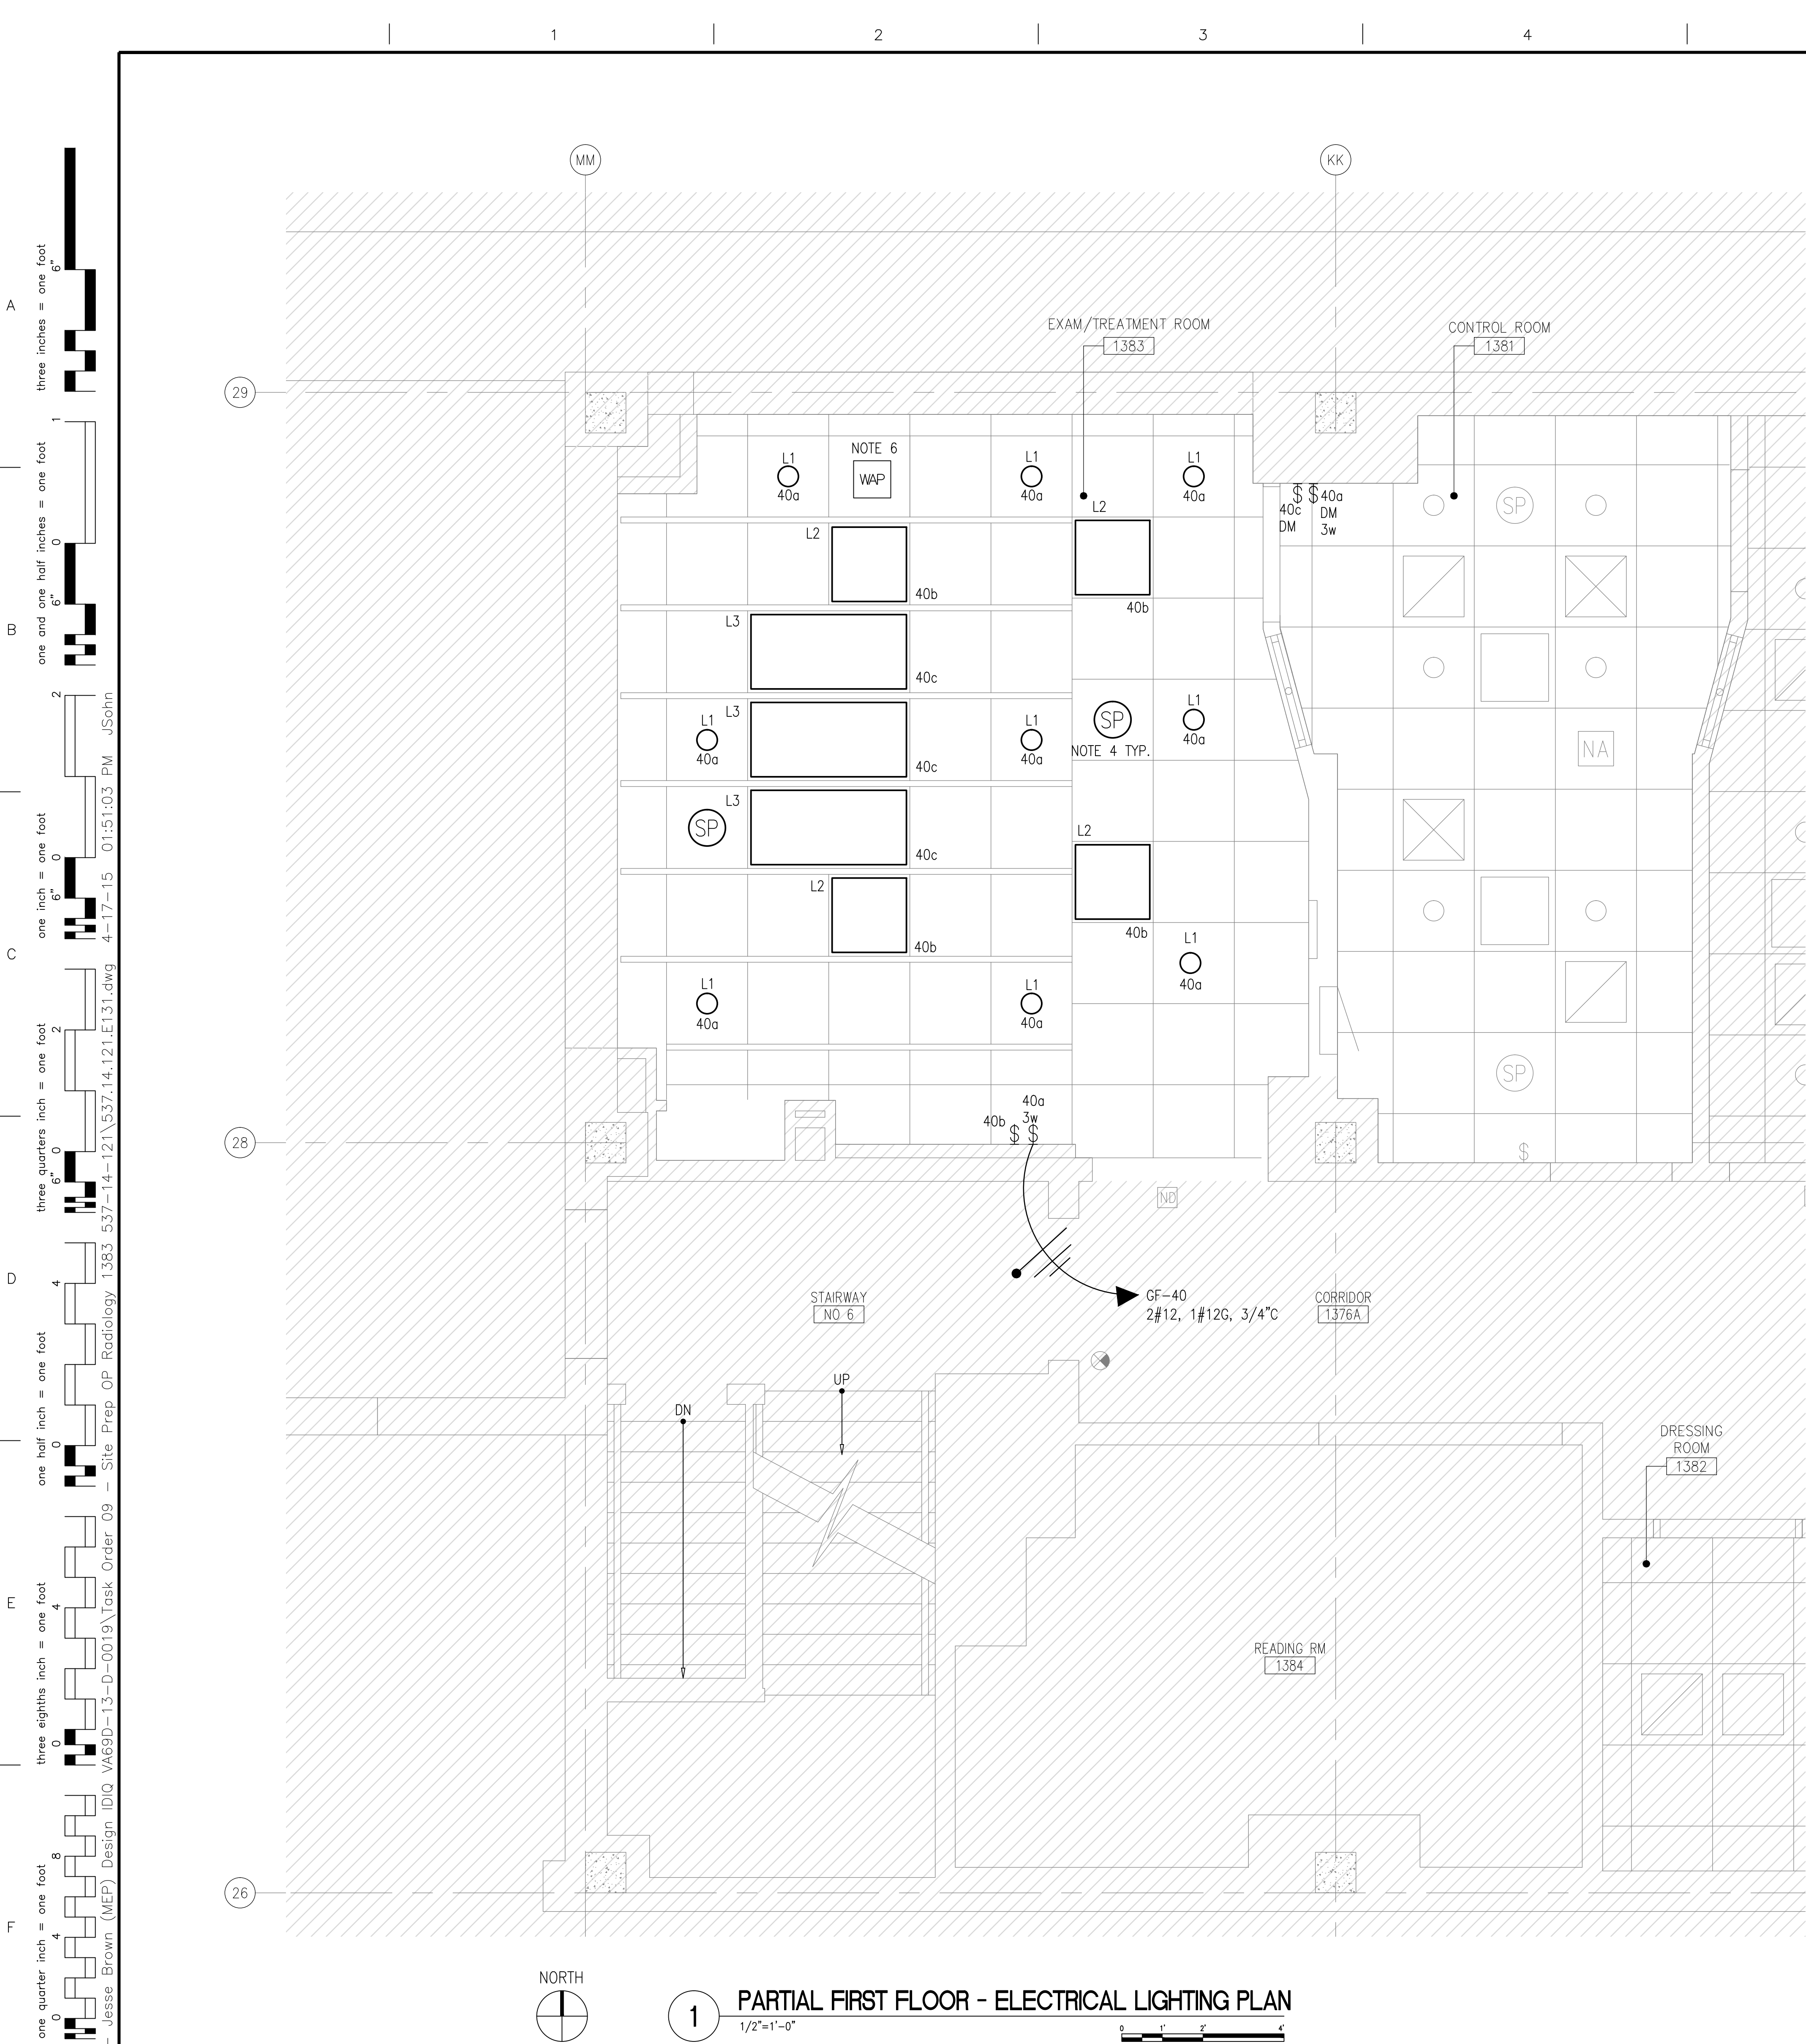 1
2
3
4
MM
KK
A
B
C
D
E
F
three inches = one foot
6"
one and one half inches = one foot
1
0
6"
one inch = one foot
2
0
6"
three quarters inch = one foot
2
0
6"
one half inch = one foot
4
0
three eighths inch = one foot
4
0
one quarter inch = one foot
8
4
0
- Jesse Brown (MEP) Design IDIQ VA69D-13-D-0019\Task Order 09 - Site Prep OP Radiology 1383 537-14-121\537.14.121.E131.dwg 4-17-15 01:51:03 PM JSohn
EXAM/TREATMENT ROOM
1383
CONTROL ROOM
1381
29
NOTE 6
WAP
L1
40a
L1
40a
L1
40a
40c
DM
40a
DM
3w
SP
L2
40b
L2
40b
L3
40c
L3
40c
L1
40a
L1
40a
SP
NOTE 4 TYP.
L1
40a
NA
SP
L3
40c
L2
40b
L2
40b
L1
40a
L1
40a
L1
40a
SP
28
40b
40a
3w
$ $
$
ND
GF-40
2#12, 1#12G, 3/4"C
STAIRWAY
NO 6
CORRIDOR
1376A
DN
UP
DRESSING
ROOM
1382
READING RM
1384
26
NORTH
1
PARTIAL FIRST FLOOR - ELECTRICAL LIGHTING PLAN
1/2"=1'-0"
0 1' 2' 4'